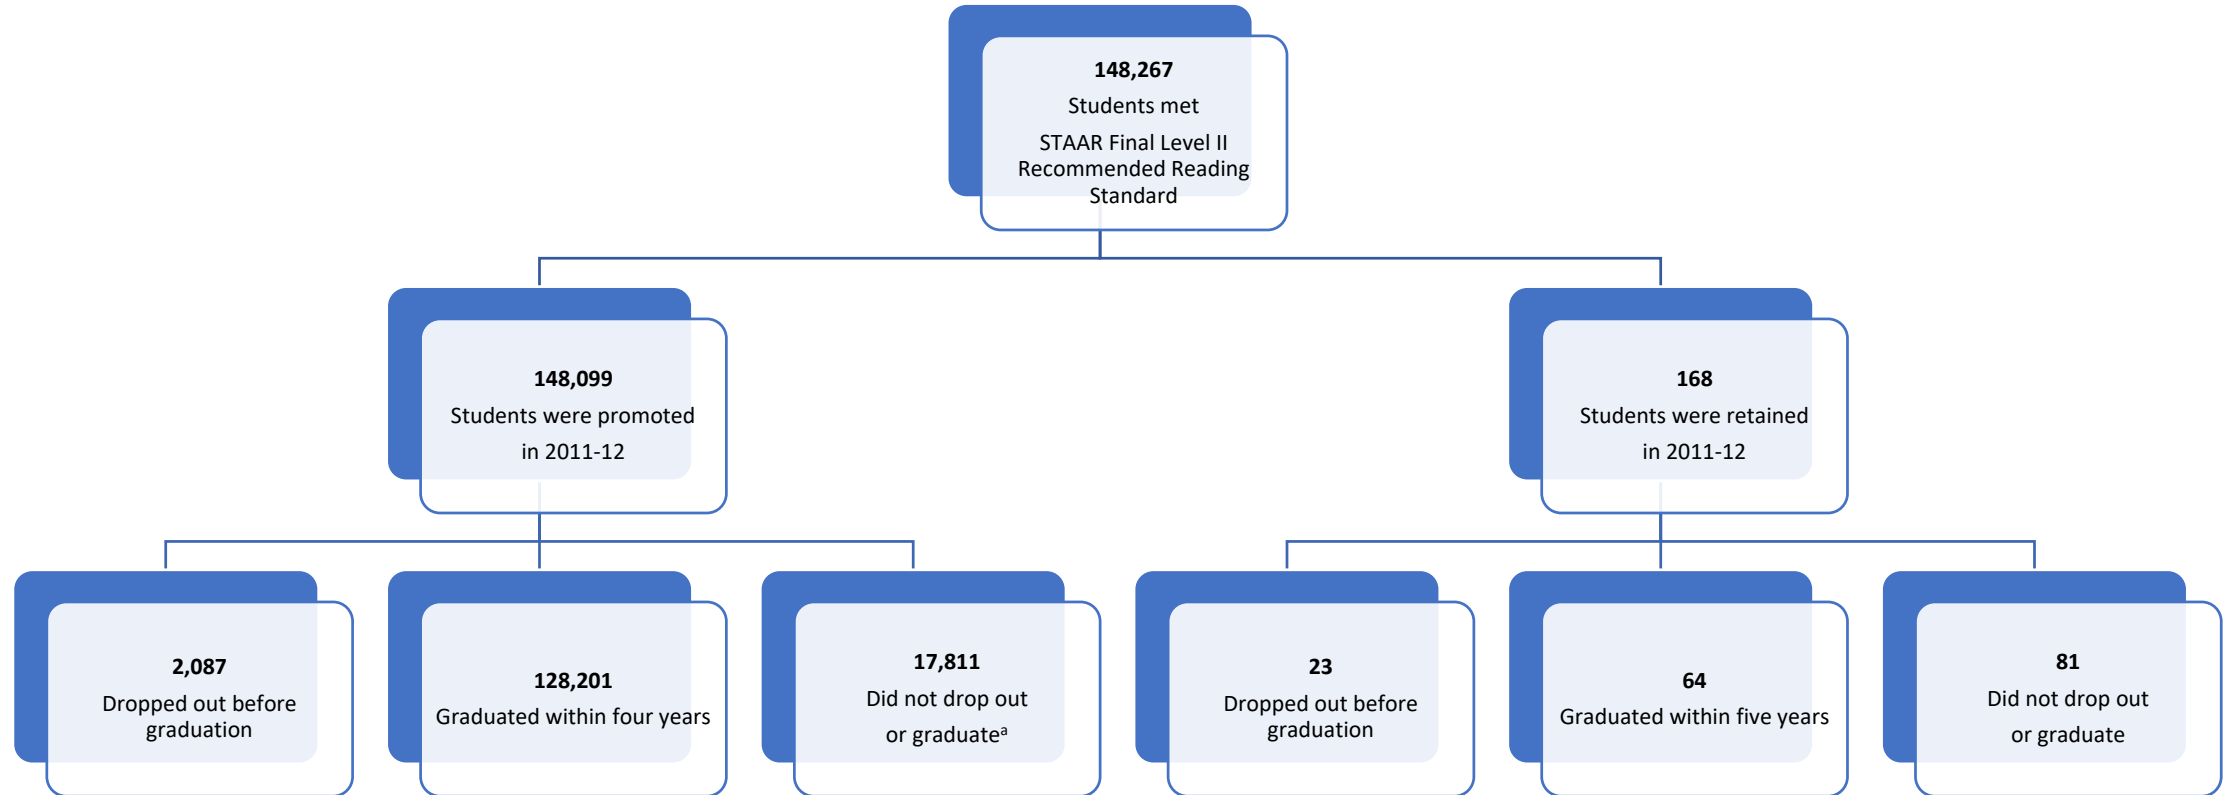 148,267
Students met
STAAR Final Level II
Recommended Reading
Standard
148,099
Students were promoted
in 2011-12
168
Students were retained
in 2011-12
2,087
Dropped out before
graduation
128,201
Graduated within four years
17,811
Did not drop out
or graduateᵃ
23
Dropped out before
graduation
64
Graduated within five years
81
Did not drop out
or graduate